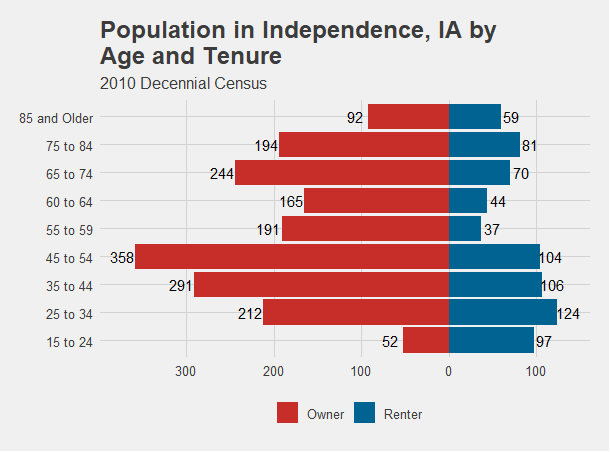 Population in Independence, IA by
Age and Tenure
2010 Decennial Census
85 and Older 92 59
75 to 84 194 81
65 to 74 244 70
60 to 64 165 44
55 to 59 191 37
45 to 54 358 104
35 to 44 291 106
25 to 34 212 124
15 to 24 52 97
300 200 100 0 100
Owner Renter